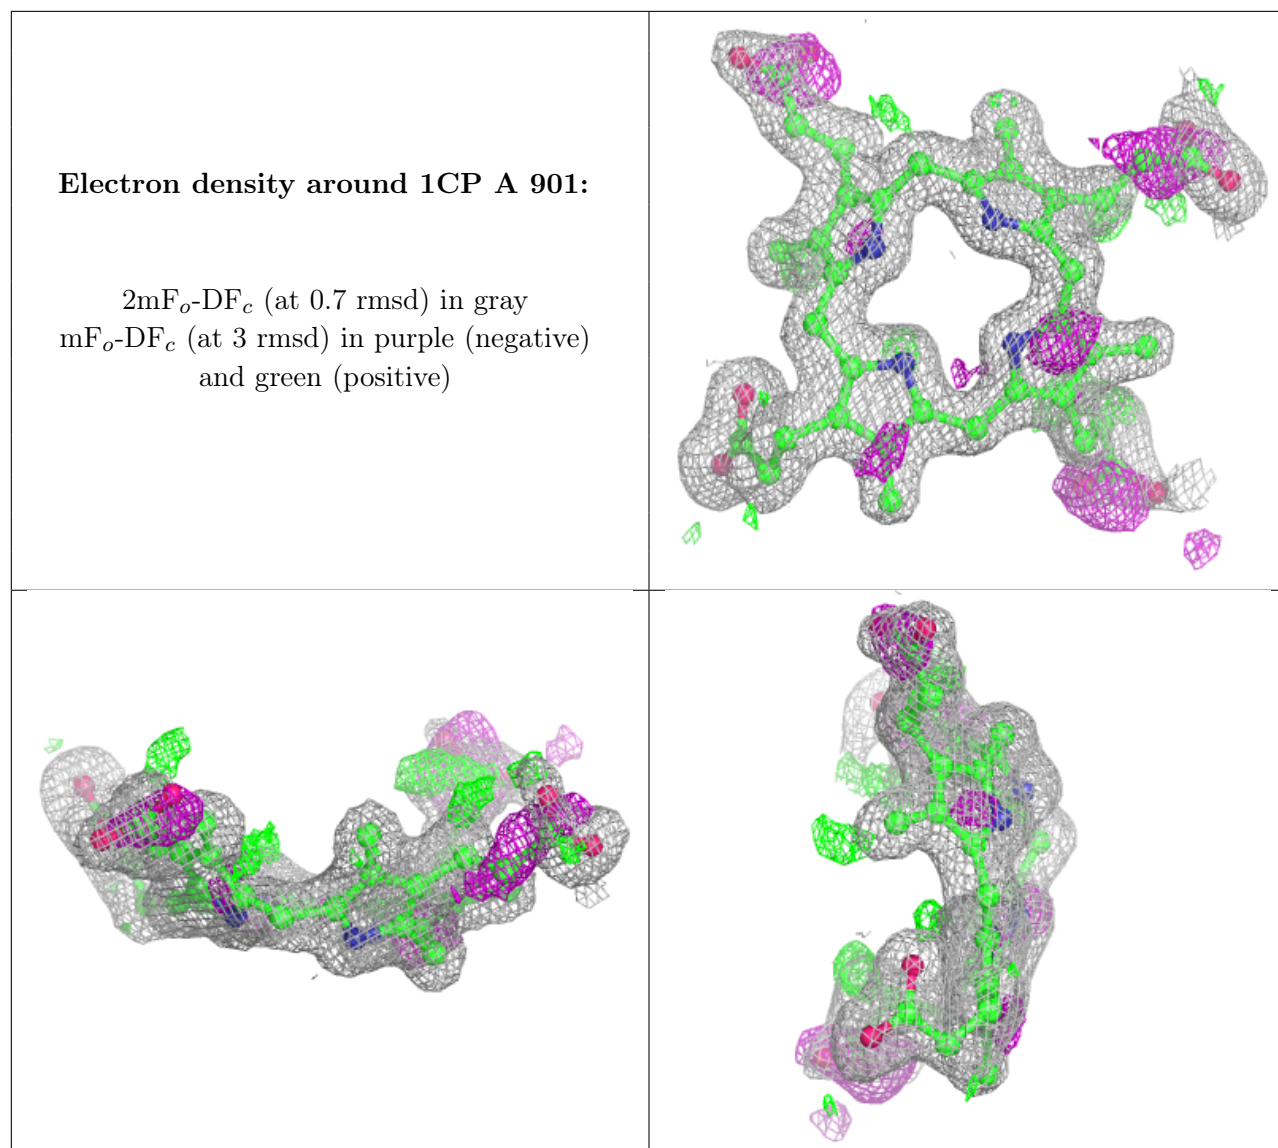 Electron density around 1CP A 901:
2mFo-DFc (at 0.7 rmsd) in gray
mFo-DFc (at 3 rmsd) in purple (negative)
and green (positive)